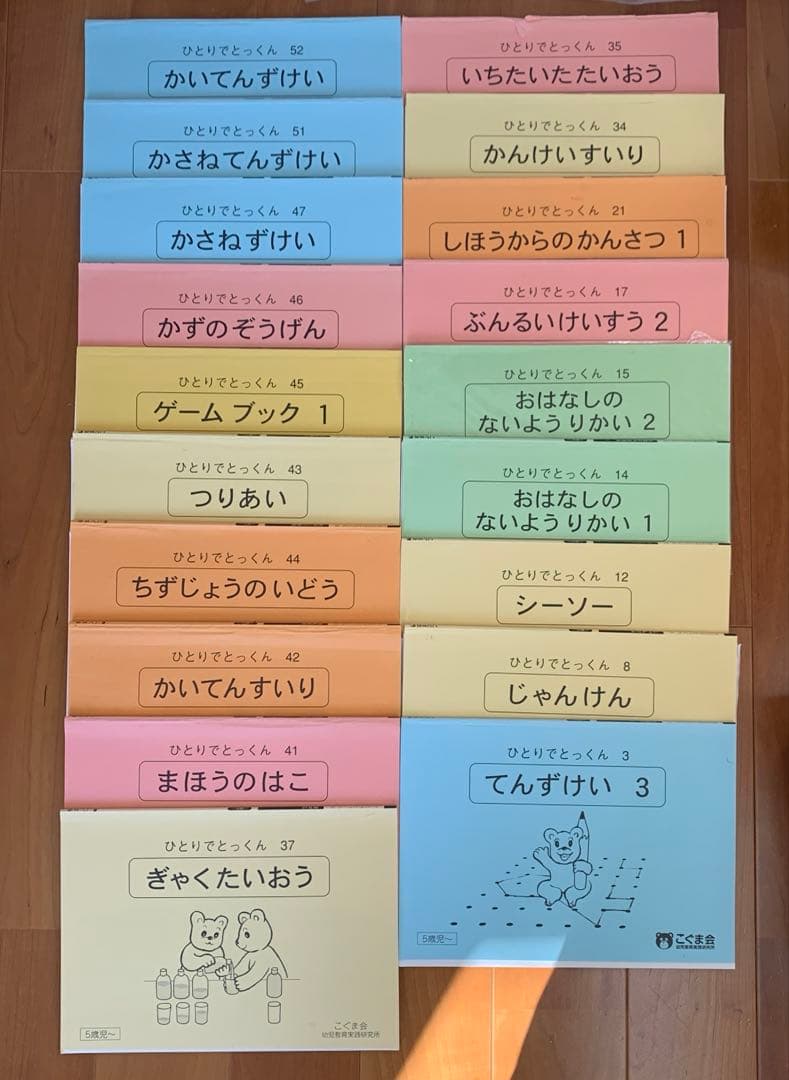 ひとりでとっくん 52
かいてんずけい
ひとりでとっくん 51
かさねてんずけい
ひとりでとっくん 47
かさねずけい
ひとりでとっくん 46
かずのぞうげん
ひとりでとっくん 45
ゲームブック 1
ひとりでとっくん 43
つりあい
ひとりでとっくん 44
ちずじょうのいどう
ひとりでとっくん 42
かいてんすいり
ひとりでとっくん 41
まほうのはこ
ひとりでとっくん 37
ぎゃくたいおう
5歳児~
こぐま会
幼児教育実践研究所
ひとりでとっくん 35
いちたいたたいおう
ひとりでとっくん 34
かんけいすいり
ひとりでとっくん 21
しほうからのかんさつ 1
ひとりでとっくん 17
ぶんるいけいすう 2
ひとりでとっくん 15
おはなしの
ないようりかい 2
ひとりでとっくん 14
おはなしの
ないようりかい 1
ひとりでとっくん 12
シーソー
ひとりでとっくん 8
じゃんけん
ひとりでとっくん 3
てんずけい 3
5歳児~
こぐま会
幼児教育実践研究所